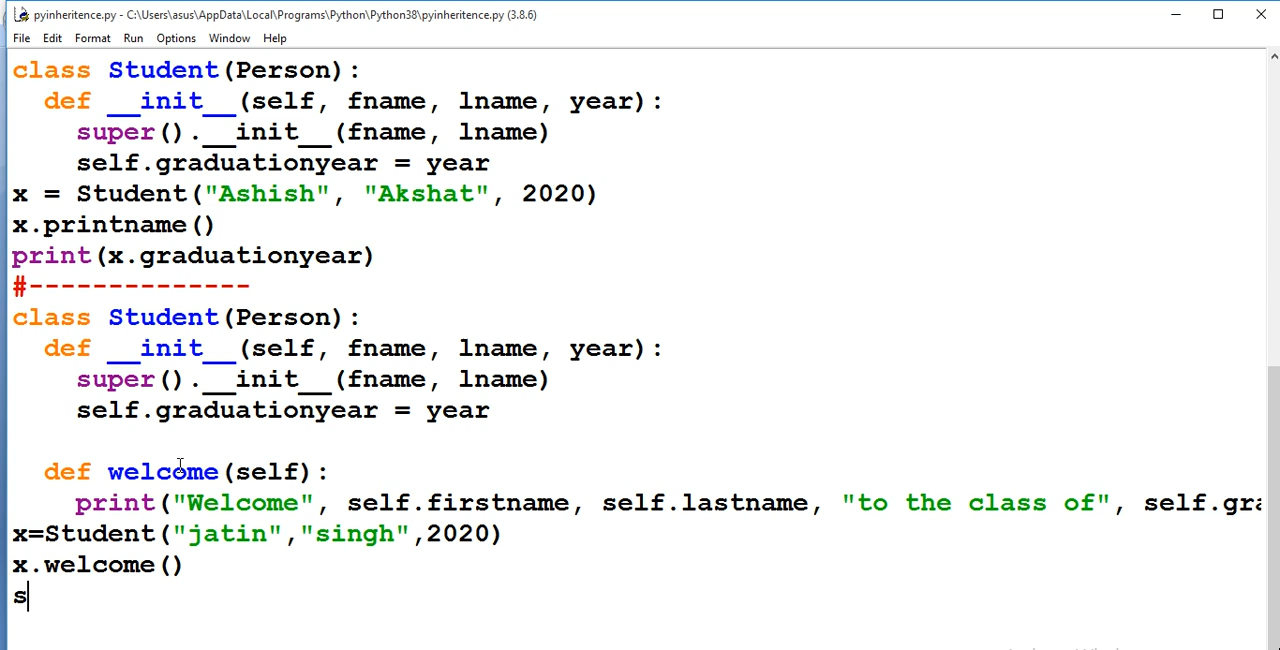 pyinheritence.py - C:\Users\asus\AppData\Local\Programs\Python\Python38\pyinheritence.py (3.8.6)
File Edit Format Run Options Window Help
class Student(Person):
  def __init__(self, fname, lname, year):
    super().__init__(fname, lname)
    self.graduationyear = year
x = Student("Ashish", "Akshat", 2020)
x.printname()
print(x.graduationyear)
#--------------
class Student(Person):
  def __init__(self, fname, lname, year):
    super().__init__(fname, lname)
    self.graduationyear = year
  def welcome(self):
    print("Welcome", self.firstname, self.lastname, "to the class of", self.gra
x=Student("jatin","singh",2020)
x.welcome()
s